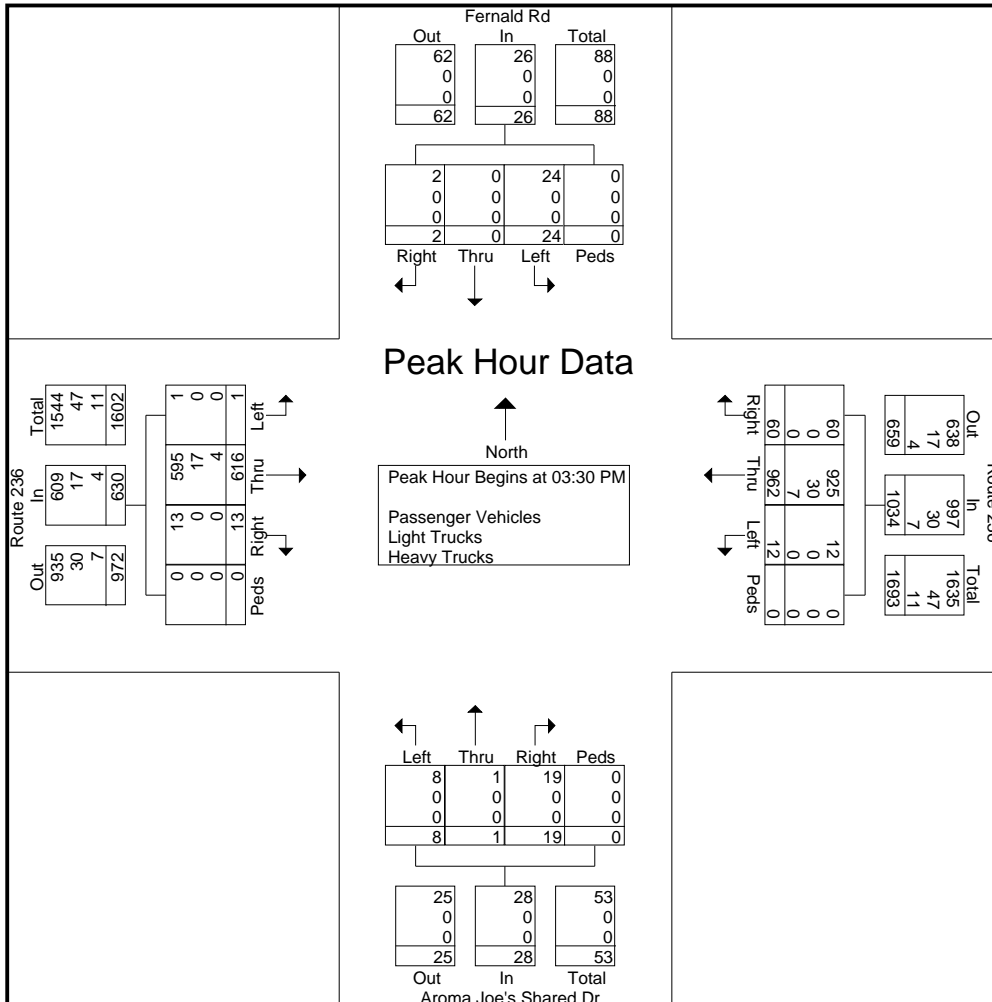 Fernald Rd
Out In Total
62 26 88
0 0 0
0 0 0
62 26 88
2 0 24 0
0 0 0 0
0 0 0 0
2 0 24 0
Right Thru Left Peds
Peak Hour Data
North
Peak Hour Begins at 03:30 PM
Passenger Vehicles
Light Trucks
Heavy Trucks
Route 236
Out In Total
935 609 1544
30 17 47
7 4 11
972 630 1602
Peds Right Thru Left
0 13 595 1
0 0 17 0
0 0 4 0
0 13 616 1
Out In Total
638 997 1635
17 30 47
4 7 11
659 1034 1693
60 925 12 0
0 30 0 0
0 7 0 0
60 962 12 0
Right Thru Left Peds
Left Thru Right Peds
8 1 19 0
0 0 0 0
0 0 0 0
8 1 19 0
25 28 53
0 0 0
0 0 0
25 28 53
Out In Total
Aroma Joe's Shared Dr